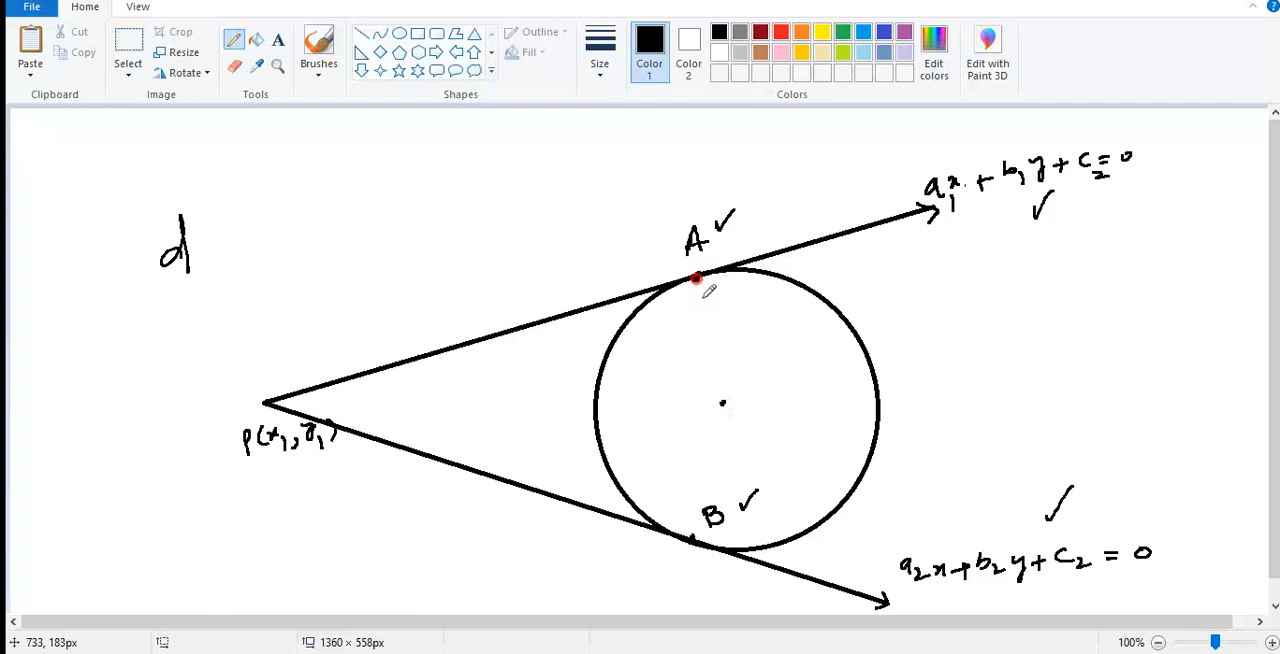 File Home View
Paste Cut Copy Clipboard
Select Crop Resize Rotate Image
A Tools
Brushes
Outline Fill Shapes
Size
Color 1 Color 2 Edit colors Colors
Edit with Paint 3D
a₁x + b₁y + c₂ = 0
A
d
P(x₁, y₁)
B
a₂x + b₂y + c₂ = 0
733, 183px 1360 × 558px 100%